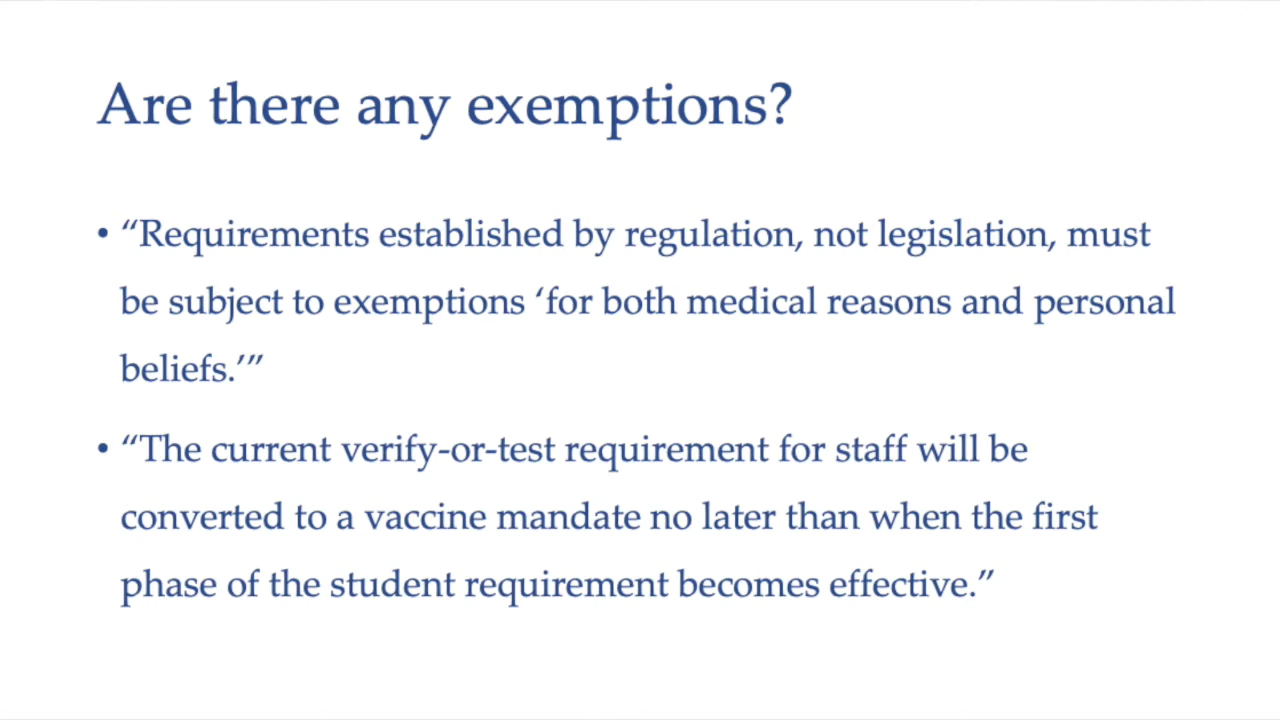 Are there any exemptions?
• “Requirements established by regulation, not legislation, must
be subject to exemptions ‘for both medical reasons and personal
beliefs.’”
• “The current verify-or-test requirement for staff will be
converted to a vaccine mandate no later than when the first
phase of the student requirement becomes effective.”